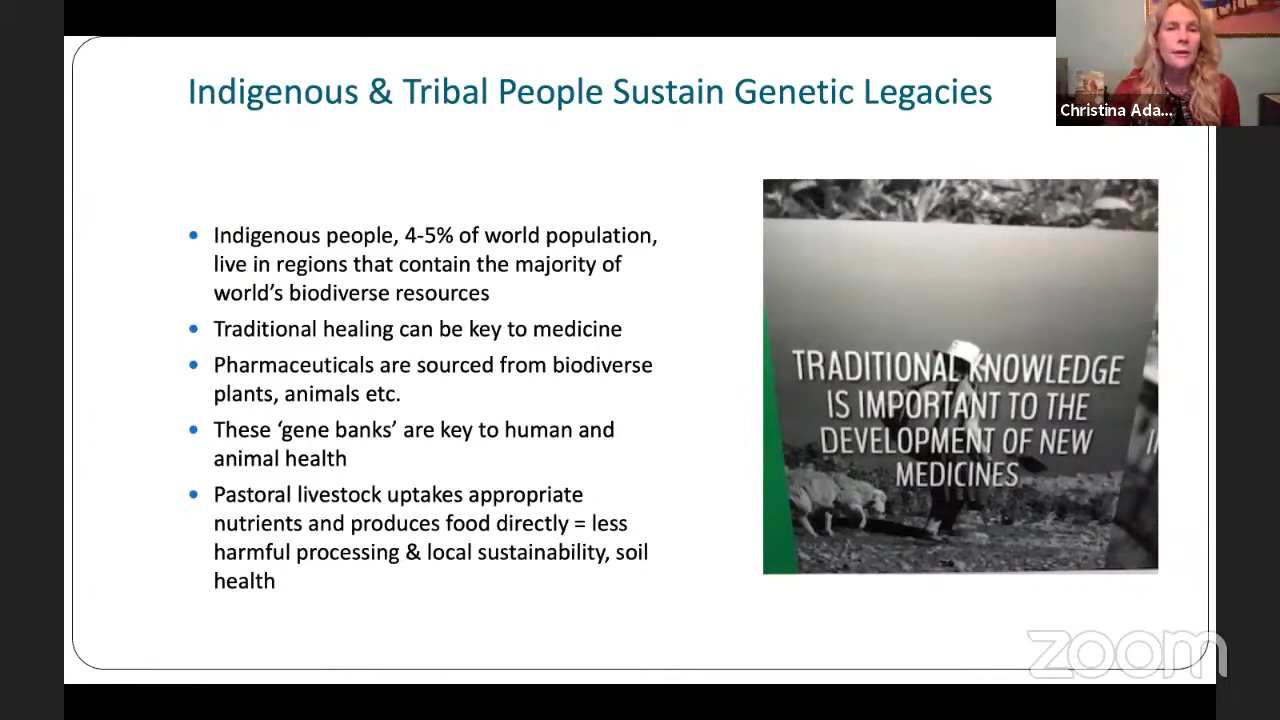 Indigenous & Tribal People Sustain Genetic Legacies
Christina Ada...
• Indigenous people, 4-5% of world population,
live in regions that contain the majority of
world's biodiverse resources
• Traditional healing can be key to medicine
• Pharmaceuticals are sourced from biodiverse
plants, animals etc.
• These ‘gene banks’ are key to human and
animal health
• Pastoral livestock uptakes appropriate
nutrients and produces food directly = less
harmful processing & local sustainability, soil
health
TRADITIONAL KNOWLEDGE
IS IMPORTANT TO THE
DEVELOPMENT OF NEW
MEDICINES
zoom